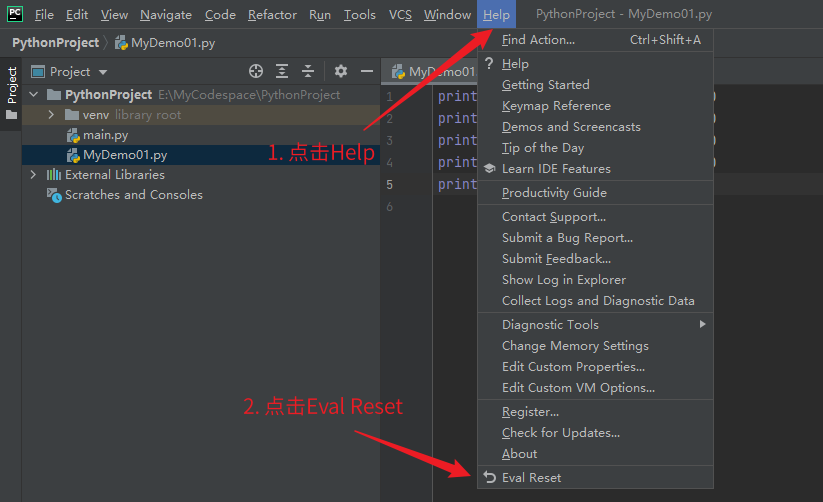 PC File Edit View Navigate Code Refactor Run Tools VCS Window Help PythonProject - MyDemo01.py
PythonProject MyDemo01.py
Project
Project
MyDemo01
PythonProject E:\MyCodespace\PythonProject
venv library root
main.py
MyDemo01.py
External Libraries
Scratches and Consoles
1 print )
2 print )
3 print )
4 print )
5 print
6
1. 点击Help
2. 点击Eval Reset
Find Action... Ctrl+Shift+A
? Help
Getting Started
Keymap Reference
Demos and Screencasts
Tip of the Day
Learn IDE Features
Productivity Guide
Contact Support...
Submit a Bug Report...
Submit Feedback...
Show Log in Explorer
Collect Logs and Diagnostic Data
Diagnostic Tools
Change Memory Settings
Edit Custom Properties...
Edit Custom VM Options...
Register...
Check for Updates...
About
Eval Reset